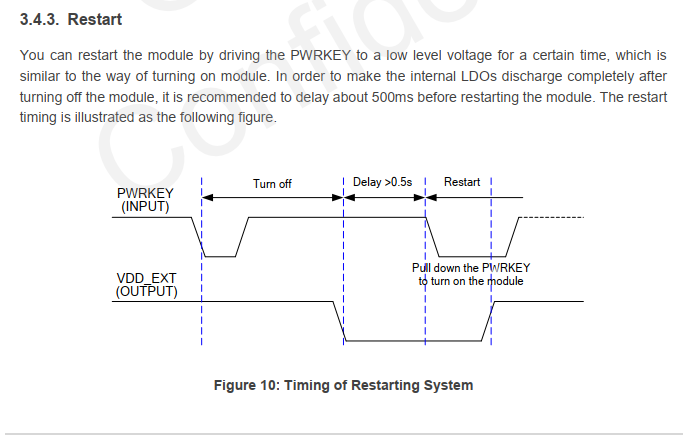 3.4.3. Restart
You can restart the module by driving the PWRKEY to a low level voltage for a certain time, which is
similar to the way of turning on module. In order to make the internal LDOs discharge completely after
turning off the module, it is recommended to delay about 500ms before restarting the module. The restart
timing is illustrated as the following figure.
Turn off
Delay >0.5s
Restart
PWRKEY
(INPUT)
Pull down the PWRKEY
to turn on the module
VDD_EXT
(OUTPUT)
Figure 10: Timing of Restarting System